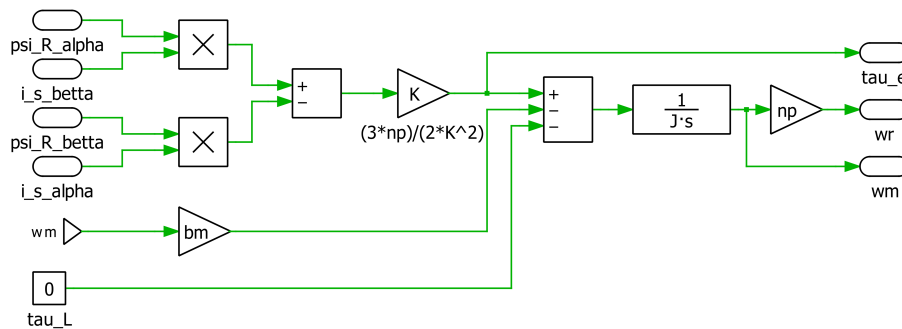 psi_R_alpha
i_s_betta
psi_R_betta
i_s_alpha
×
×
+
−
K
(3*np)/(2*K^2)
+
−
−
1
J·s
np
tau_e
wr
wm
wm
bm
0
tau_L